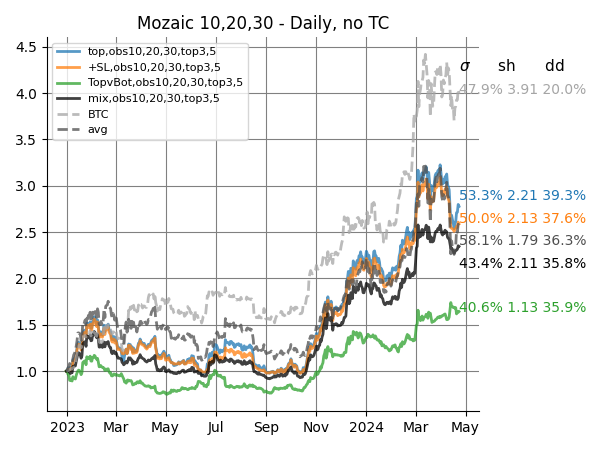 Mozaic 10,20,30 - Daily, no TC
4.5
4.0
3.5
3.0
2.5
2.0
1.5
1.0
top,obs10,20,30,top3,5
+SL,obs10,20,30,top3,5
TopvBot,obs10,20,30,top3,5
mix,obs10,20,30,top3,5
BTC
avg
σ sh dd
47.9% 3.91 20.0%
53.3% 2.21 39.3%
50.0% 2.13 37.6%
58.1% 1.79 36.3%
43.4% 2.11 35.8%
40.6% 1.13 35.9%
2023 Mar May Jul Sep Nov 2024 Mar May